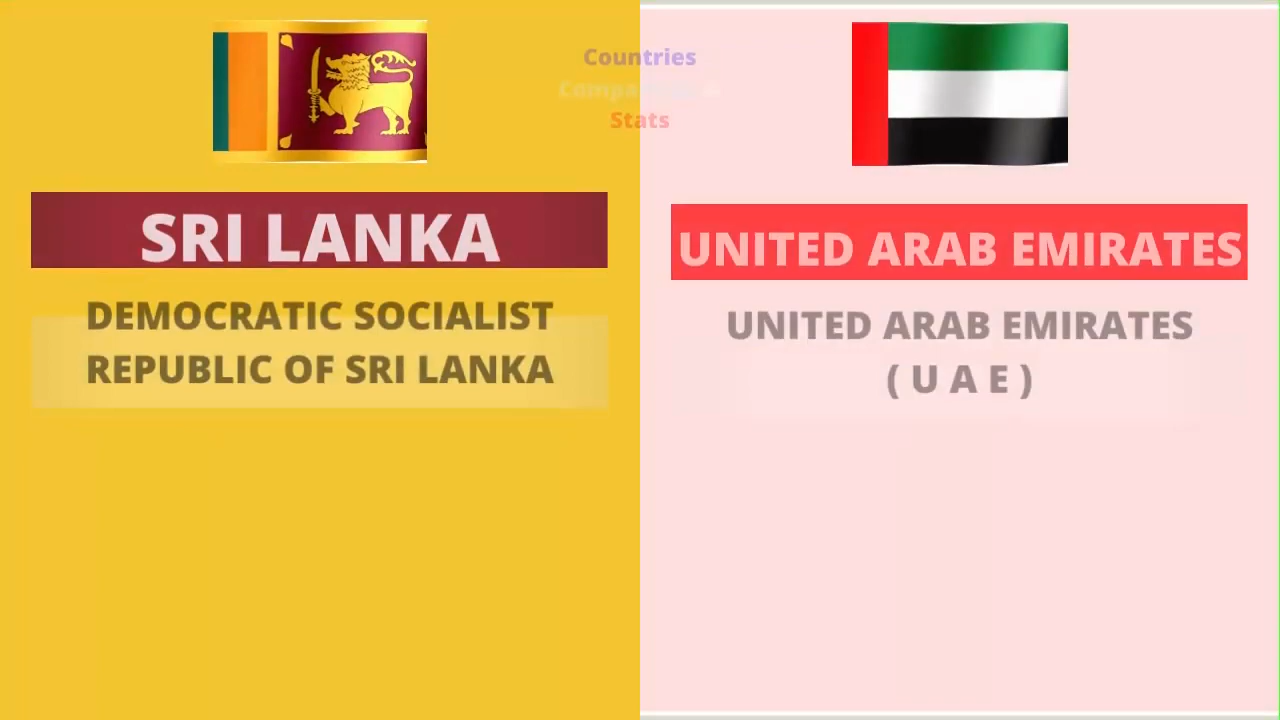 Countries
Stats
SRI LANKA
DEMOCRATIC SOCIALIST
REPUBLIC OF SRI LANKA
UNITED ARAB EMIRATES
UNITED ARAB EMIRATES
( U A E )